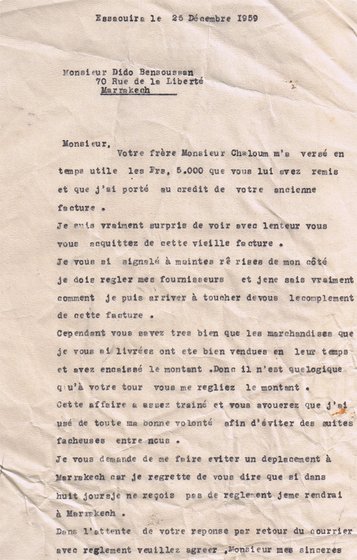 Essaouira le 25 Décembre 1959
Monsieur Dido Bensoussan
70 Rue de la Liberté
Marrakech
Monsieur,
Votre frère Monsieur Chaloum m'a versé en
temps utile les Frs, 5.000 que vous lui avez remis
et que j'ai porté au credit de votre ancienne
facture .
Je suis vraiment surpris de voir avec lenteur vous
vous acquittez de cette vieille facture .
Je vous si signalé à maintes rê rises de mon côté
je dois regler mes fournisseurs et jenc sais vraiment
comment je puis arriver à toucher devous lecomplement
de cette facture .
Cependant vous savez tres bien que les marchandises que
je vous ai livrées ont ete bien vendues en leur temps
et avez encaissé le montant .Donc il n'est quelogique
qu'à votre tour vous me regliez le montant .
Cette affaire a assez trainé et vous avouerez que j'ai
usé de toute ma bonne volonté afin d'éviter des suites
facheuses entre nous .
Je vous demande de me faire eviter un deplacement à
Marrakech car je regrette de vous dire que si dans
huit joursje ne reçois pas de reglement jeme rendrai
à Marrakech .
Dans l'attente de votre reponse par retour du courrier
avec reglement veuillez agreer ,Monsieur mes sinceres